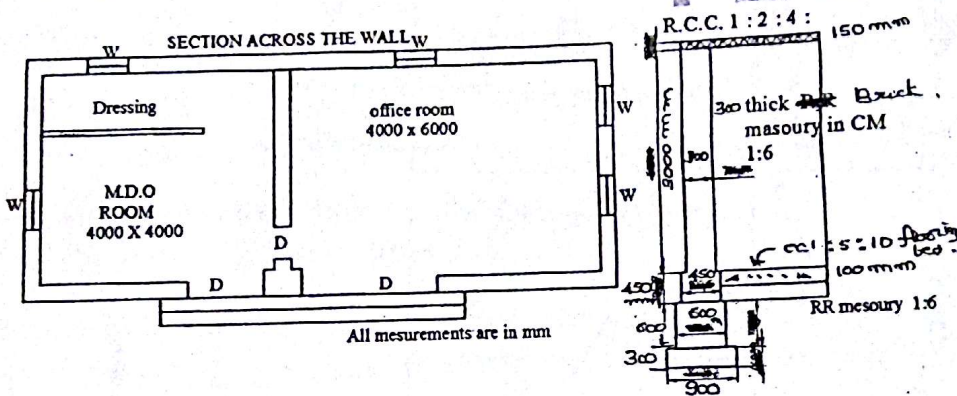 SECTION ACROSS THE WALL
W
W
Dressing
office room
4000 x 6000
W
W
W
M.D.O
ROOM
4000 X 4000
D
D
D
All mesurements are in mm
R.C.C. 1 : 2 : 4 :
150 mm
300 thick Brick .
masoury in CM
1:6
3000 mm
300
1:5:10 flooring
bed
100 mm
450
450
RR mesoury 1:6
600
600
300
900